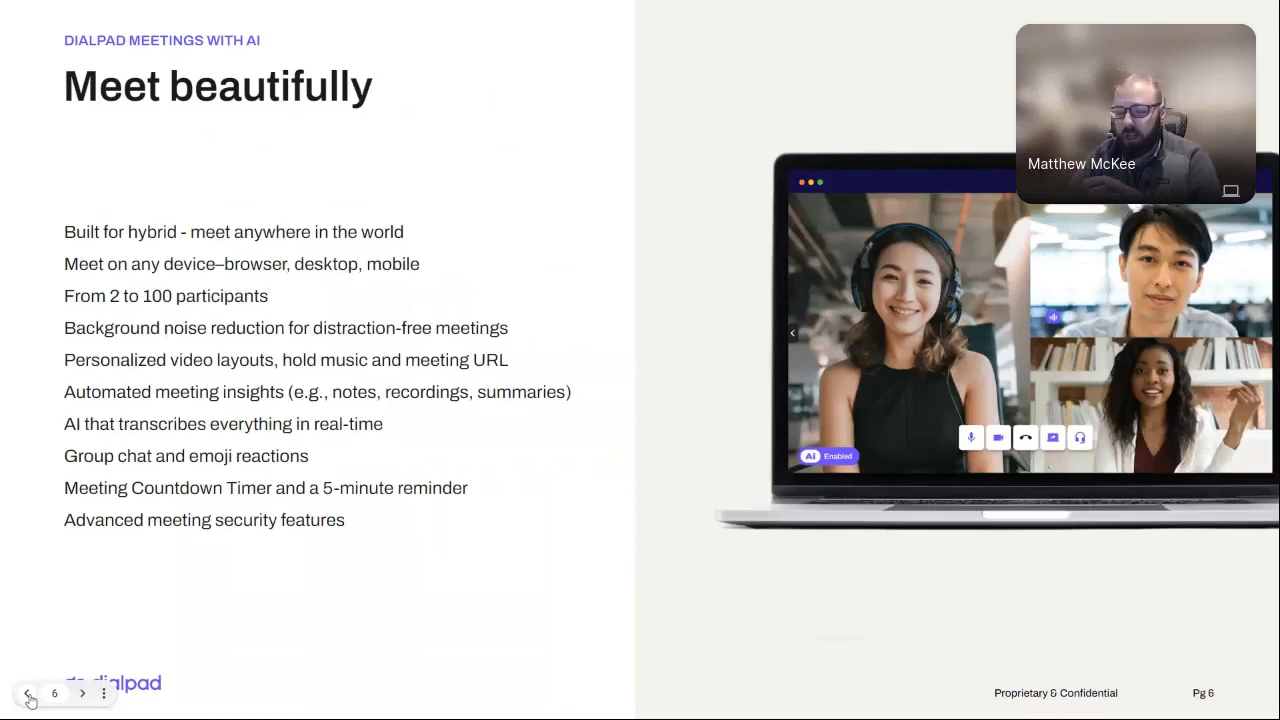 DIALPAD MEETINGS WITH AI
Meet beautifully
Matthew McKee
Built for hybrid - meet anywhere in the world
Meet on any device–browser, desktop, mobile
From 2 to 100 participants
Background noise reduction for distraction-free meetings
Personalized video layouts, hold music and meeting URL
Automated meeting insights (e.g., notes, recordings, summaries)
AI that transcribes everything in real-time
Group chat and emoji reactions
Meeting Countdown Timer and a 5-minute reminder
Advanced meeting security features
Ai Enabled
dialpad
6
Proprietary & Confidential
Pg 6